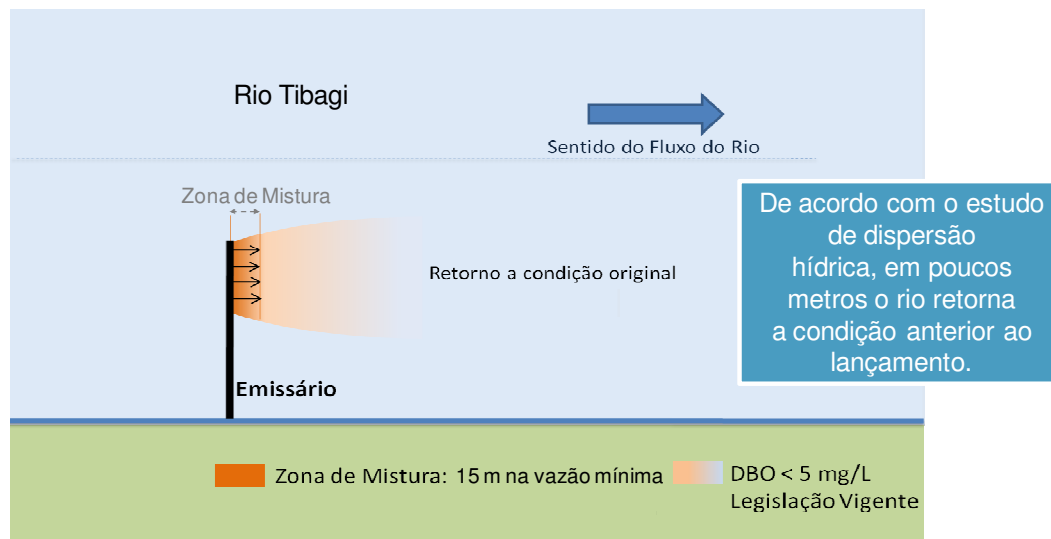 Rio Tibagi
Sentido do Fluxo do Rio
Zona de Mistura
De acordo com o estudo
de dispersão
hídrica, em poucos
metros o rio retorna
a condição anterior ao
lançamento.
Retorno a condição original
Emissário
Zona de Mistura: 15 m na vazão mínima
DBO < 5 mg/L
Legislação Vigente